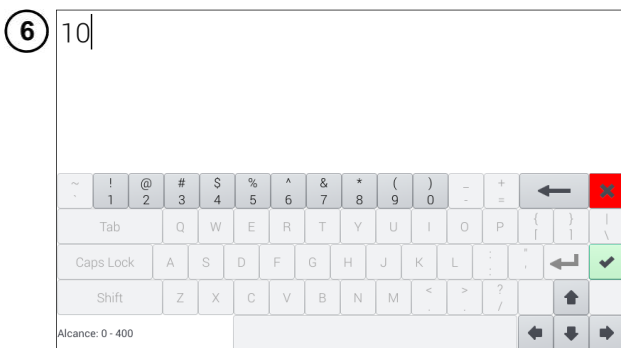 6
10
~ ! @ # $ % ^ & * ( ) _ +
` 1 2 3 4 5 6 7 8 9 0 - =
Tab Q W E R T Y U I O P { } |
[ ] \
Caps Lock A S D F G H J K L : "
; '
Shift Z X C V B N M < > ?
, . /
Alcance: 0 - 400